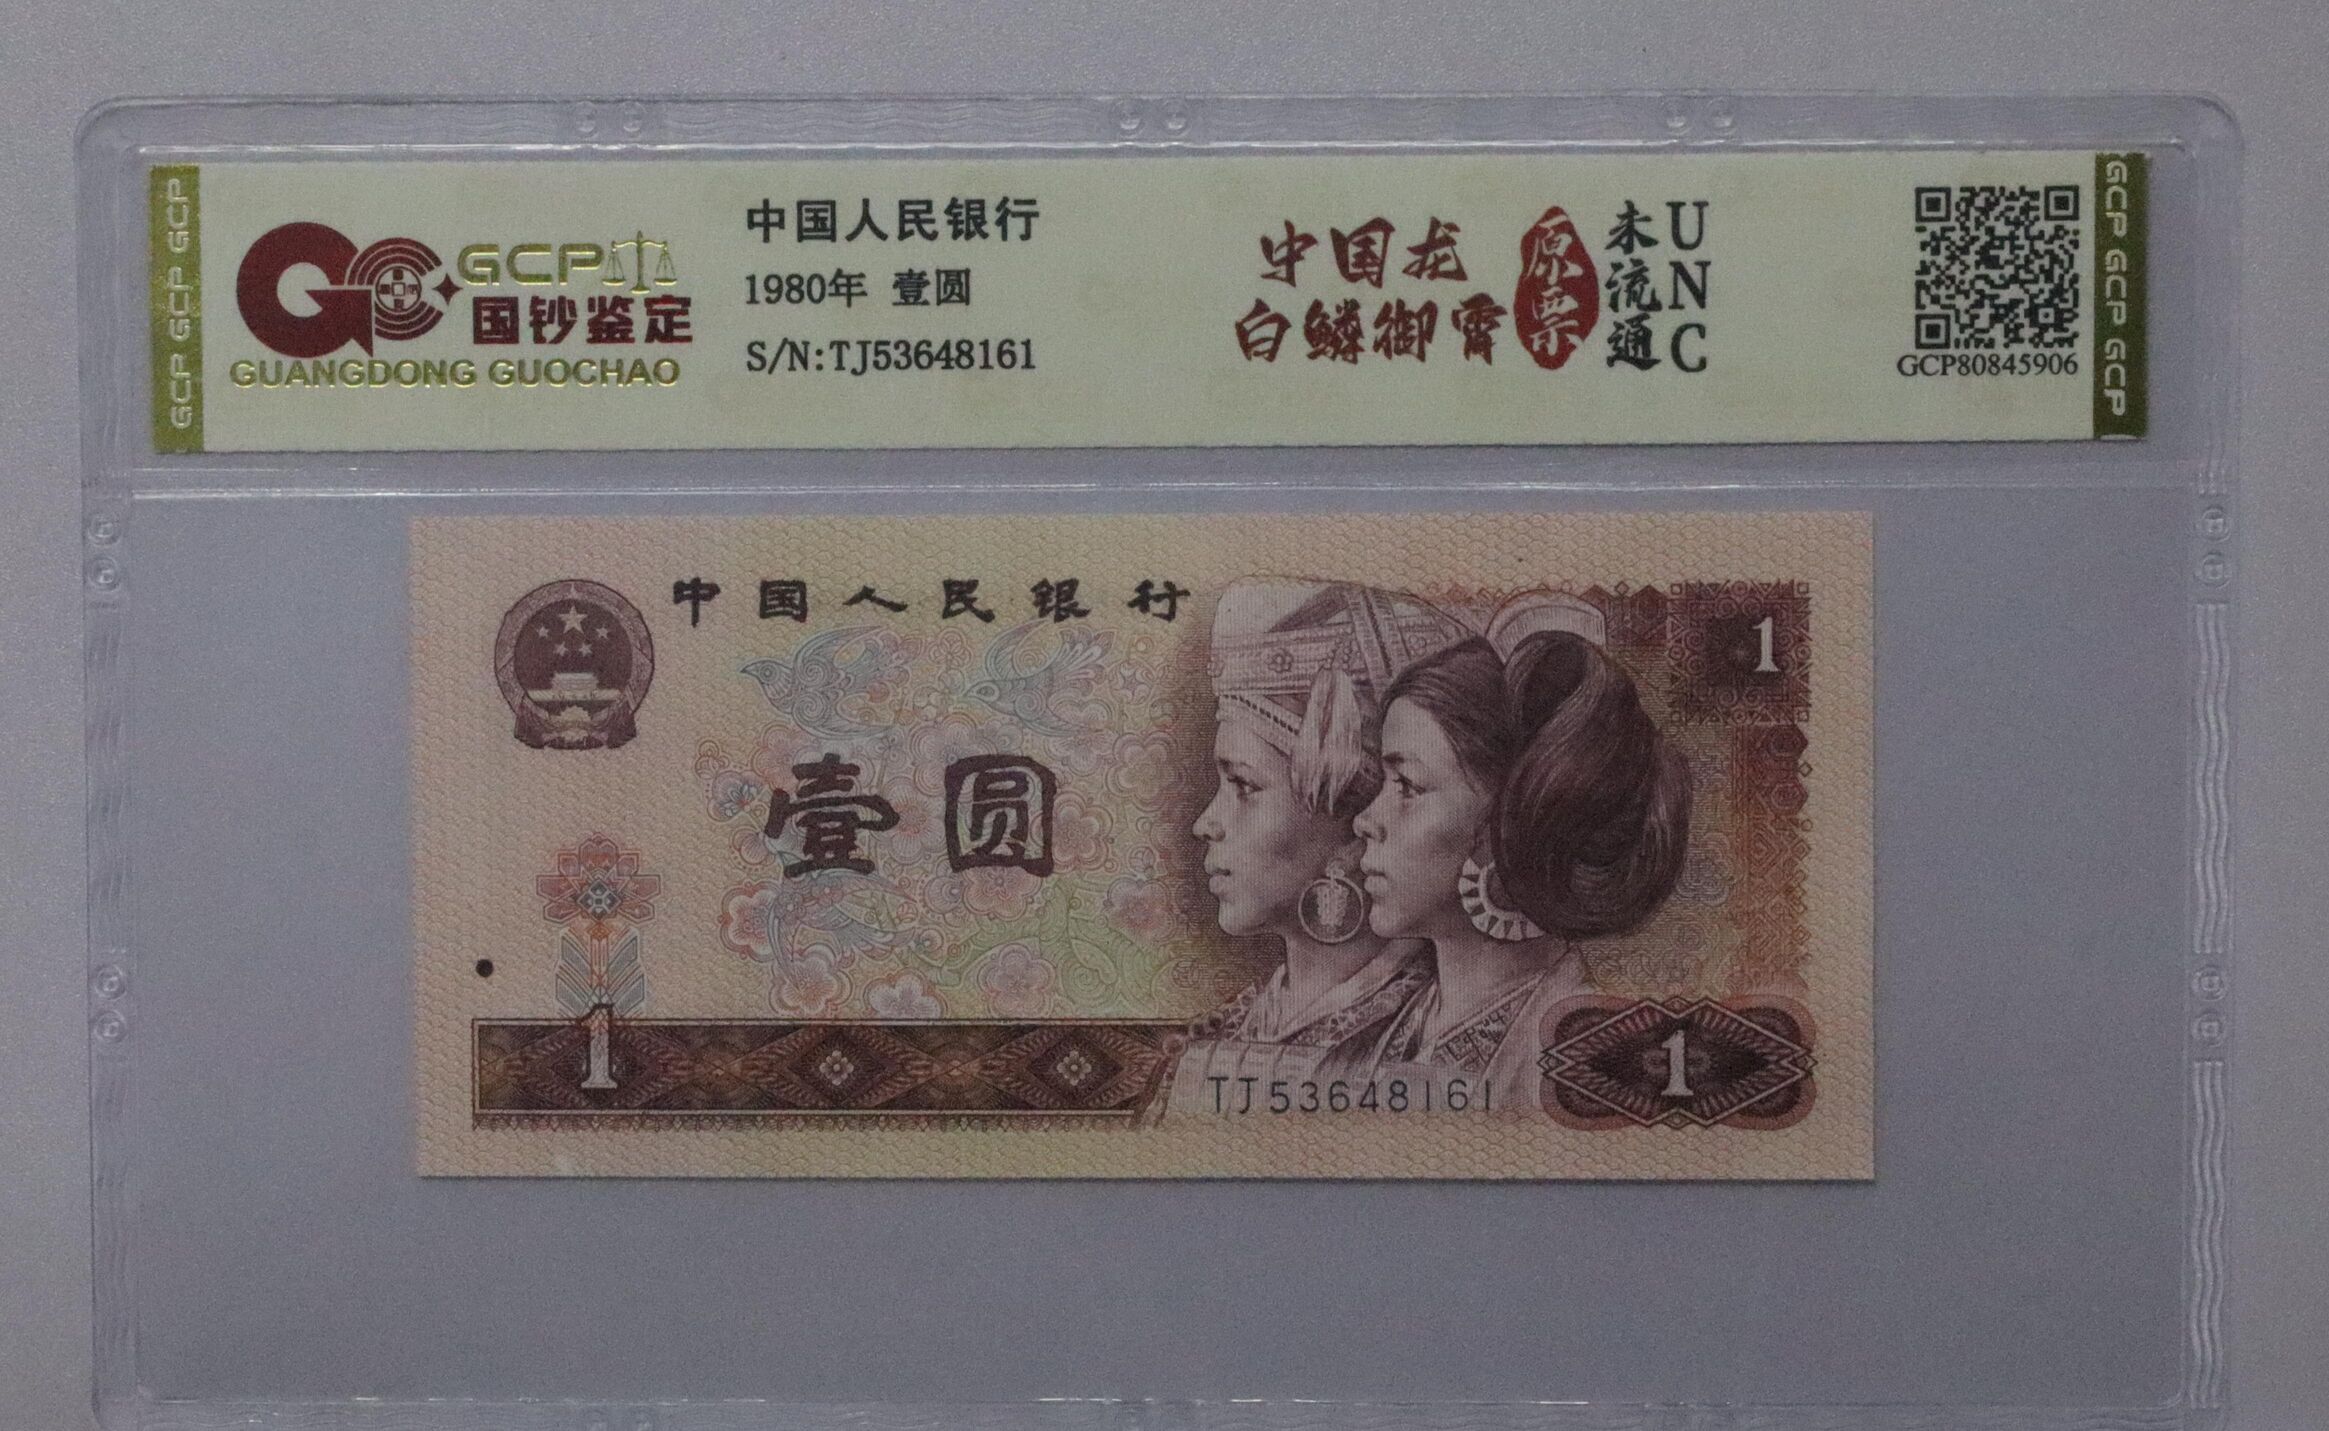 GCP GCP GCP
GCP
国钞鉴定
GUANGDONG GUOCHAO
中国人民银行
1980年 壹圆
S/N:TJ53648161
中国龙
白鳞御霄
原票
未流通
UNC
GCP80845906
GCP GCP GCP
中国人民银行
壹圆
1
1
1
TJ53648161